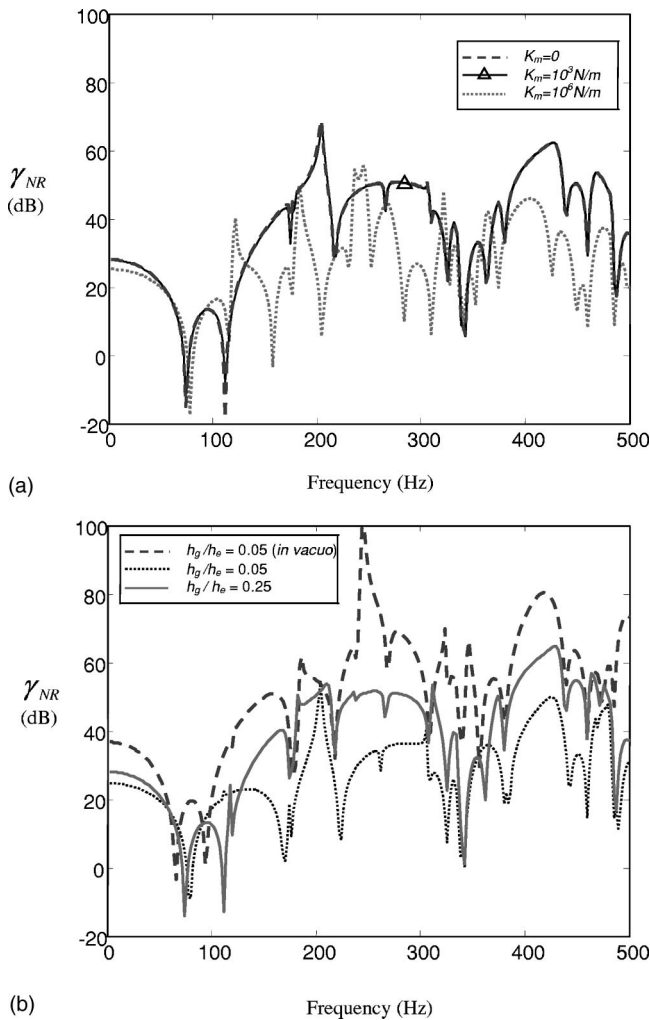 100
80
60
40
20
0
-20
γNR
(dB)
Km=0
Km=10³N/m
Km=10⁶N/m
0 100 200 300 400 500
Frequency (Hz)
(a)
100
80
60
40
20
0
-20
γNR
(dB)
hg/he = 0.05 (in vacuo)
hg/he = 0.05
hg/he = 0.25
0 100 200 300 400 500
Frequency (Hz)
(b)